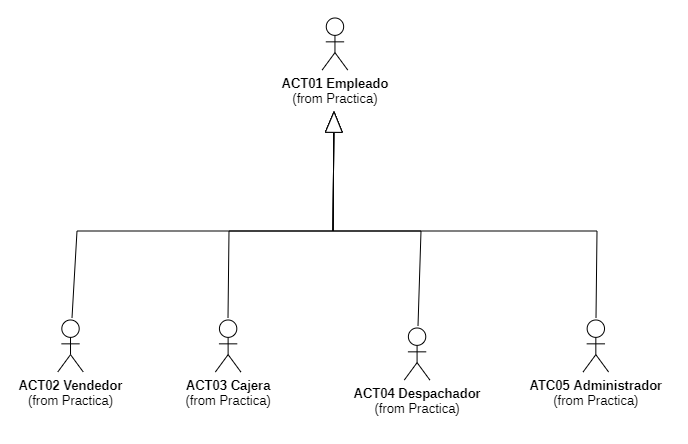 ACT01 Empleado
(from Practica)
ACT02 Vendedor
(from Practica)
ACT03 Cajera
(from Practica)
ACT04 Despachador
(from Practica)
ATC05 Administrador
(from Practica)